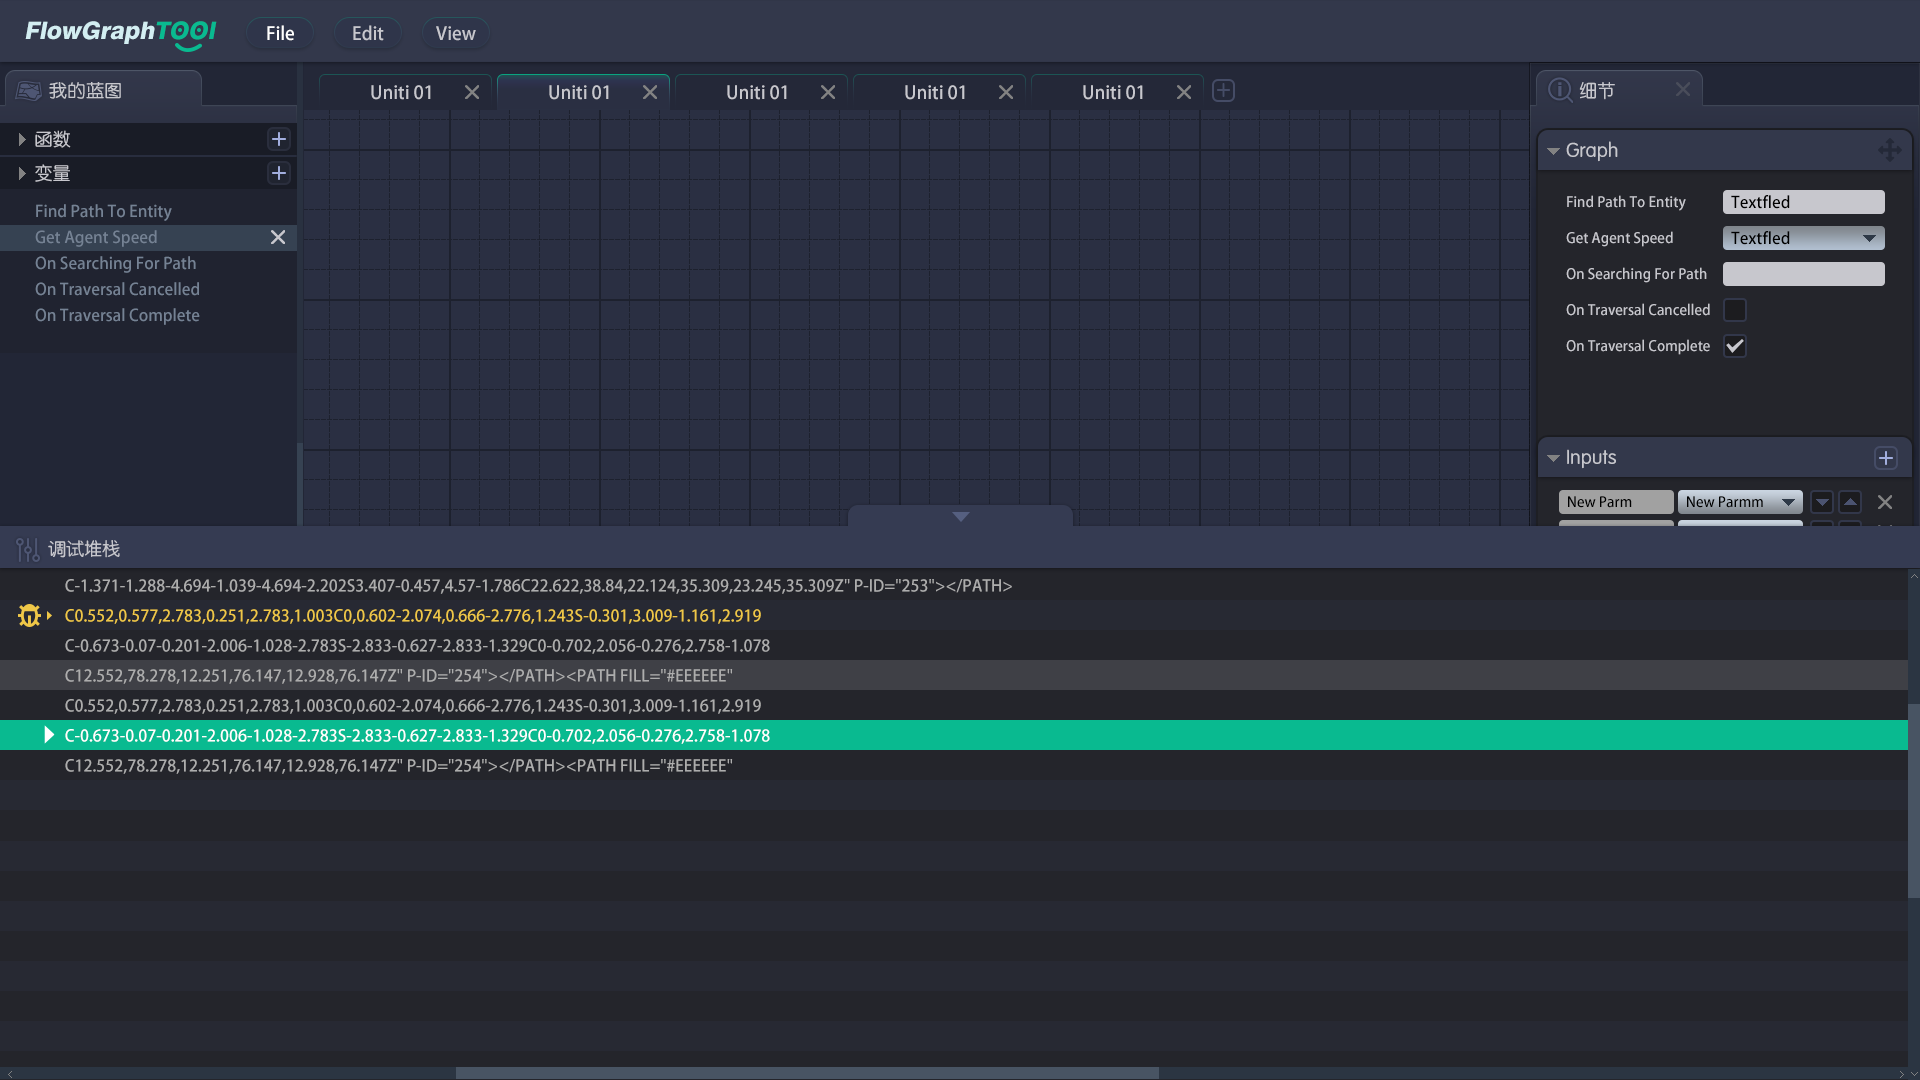 FlowGraphTOOl
File
Edit
View
我的蓝图
函数
变量
Find Path To Entity
Get Agent Speed
On Searching For Path
On Traversal Cancelled
On Traversal Complete
Uniti 01
Uniti 01
Uniti 01
Uniti 01
Uniti 01
细节
Graph
Find Path To Entity
Textfled
Get Agent Speed
Textfled
On Searching For Path
On Traversal Cancelled
On Traversal Complete
Inputs
New Parm
New Parmm
调试堆栈
C-1.371-1.288-4.694-1.039-4.694-2.202S3.407-0.457,4.57-1.786C22.622,38.84,22.124,35.309,23.245,35.309Z" P-ID="253"></PATH>
C0.552,0.577,2.783,0.251,2.783,1.003C0,0.602-2.074,0.666-2.776,1.243S-0.301,3.009-1.161,2.919
C-0.673-0.07-0.201-2.006-1.028-2.783S-2.833-0.627-2.833-1.329C0-0.702,2.056-0.276,2.758-1.078
C12.552,78.278,12.251,76.147,12.928,76.147Z" P-ID="254"></PATH><PATH FILL="#EEEEEE"
C0.552,0.577,2.783,0.251,2.783,1.003C0,0.602-2.074,0.666-2.776,1.243S-0.301,3.009-1.161,2.919
C-0.673-0.07-0.201-2.006-1.028-2.783S-2.833-0.627-2.833-1.329C0-0.702,2.056-0.276,2.758-1.078
C12.552,78.278,12.251,76.147,12.928,76.147Z" P-ID="254"></PATH><PATH FILL="#EEEEEE"